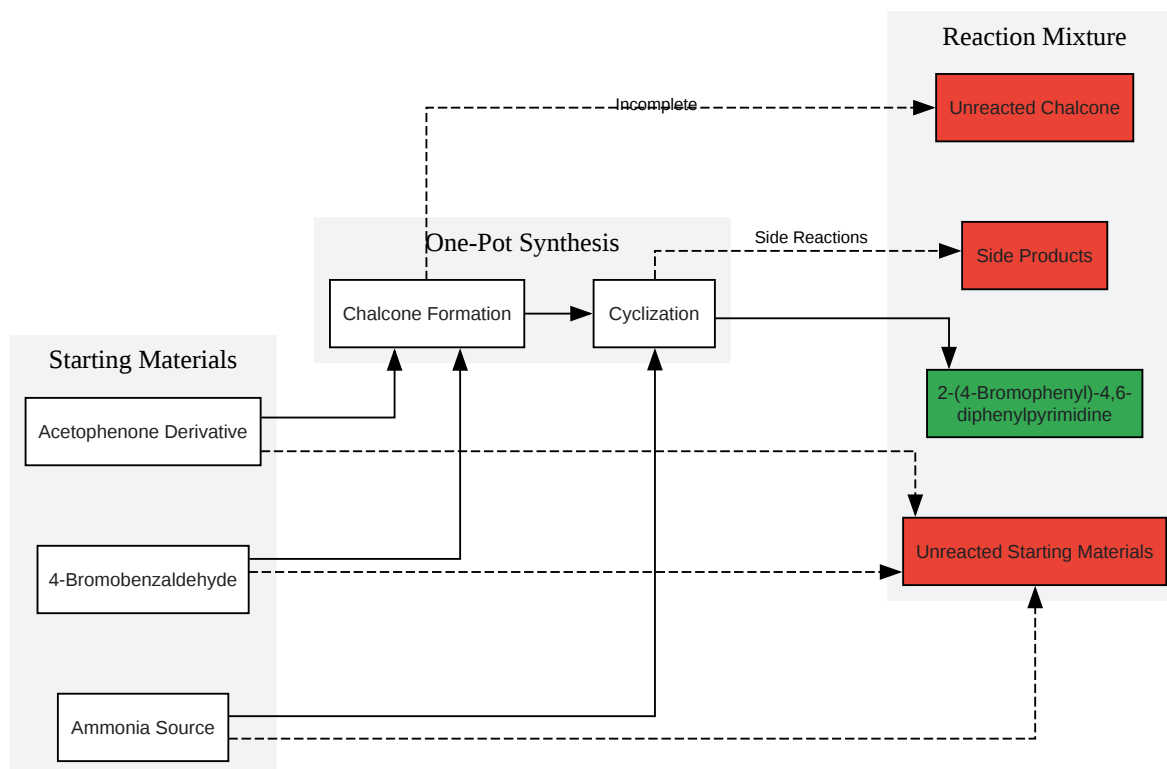 Reaction Mixture
Unreacted Chalcone
Incomplete
Side Products
Side Reactions
One-Pot Synthesis
Chalcone Formation
Cyclization
2-(4-Bromophenyl)-4,6-
diphenylpyrimidine
Starting Materials
Acetophenone Derivative
4-Bromobenzaldehyde
Unreacted Starting Materials
Ammonia Source